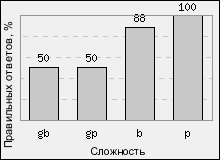 Правильных ответов, %
100
88
50 50
gb gp b p
Сложность